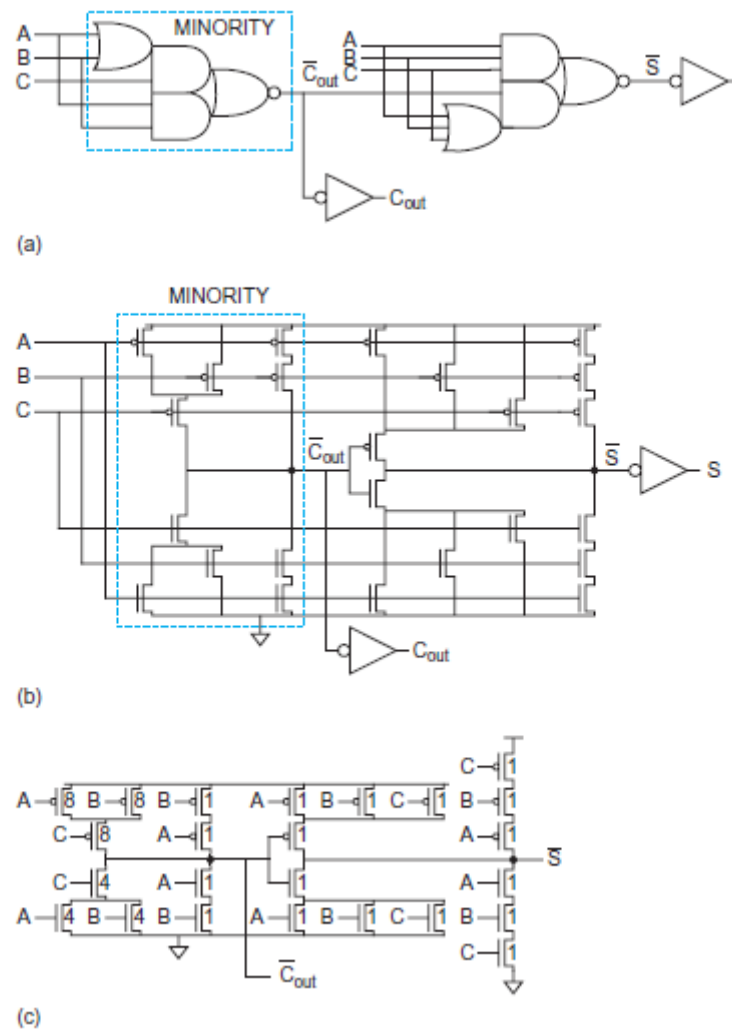 MINORITY
A
B
C
A
B
C
C̅out
S̅
Cout
(a)
MINORITY
A
B
C
C̅out
S̅
S
Cout
(b)
C 1
A 8 B 8 B 1 A 1 B 1 C 1 B 1
C 8 A 1 1 A 1
S̅
C 4 A 1 1 A 1
A 4 B 4 B 1 A 1 B 1 C 1 B 1
C 1
C̅out
(c)